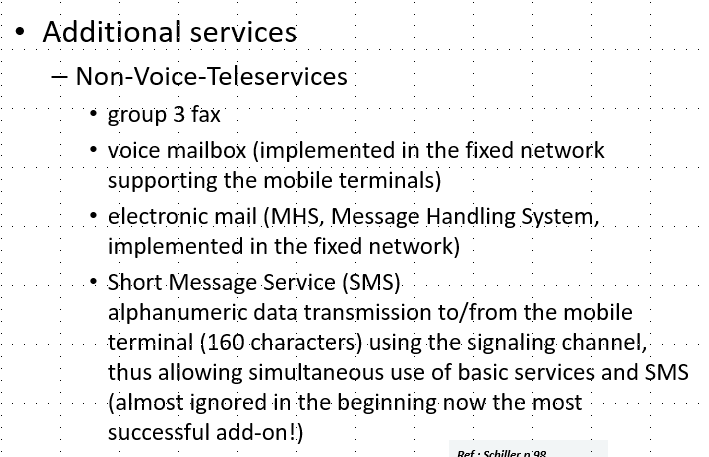 • Additional services
– Non-Voice-Teleservices
• group 3 fax
• voice mailbox (implemented in the fixed network
supporting the mobile terminals)
• electronic mail (MHS, Message Handling System,
implemented in the fixed network)
• Short Message Service (SMS)
alphanumeric data transmission to/from the mobile
terminal (160 characters) using the signaling channel,
thus allowing simultaneous use of basic services and SMS
(almost ignored in the beginning now the most
successful add-on!)
Ref : Schiller p 98